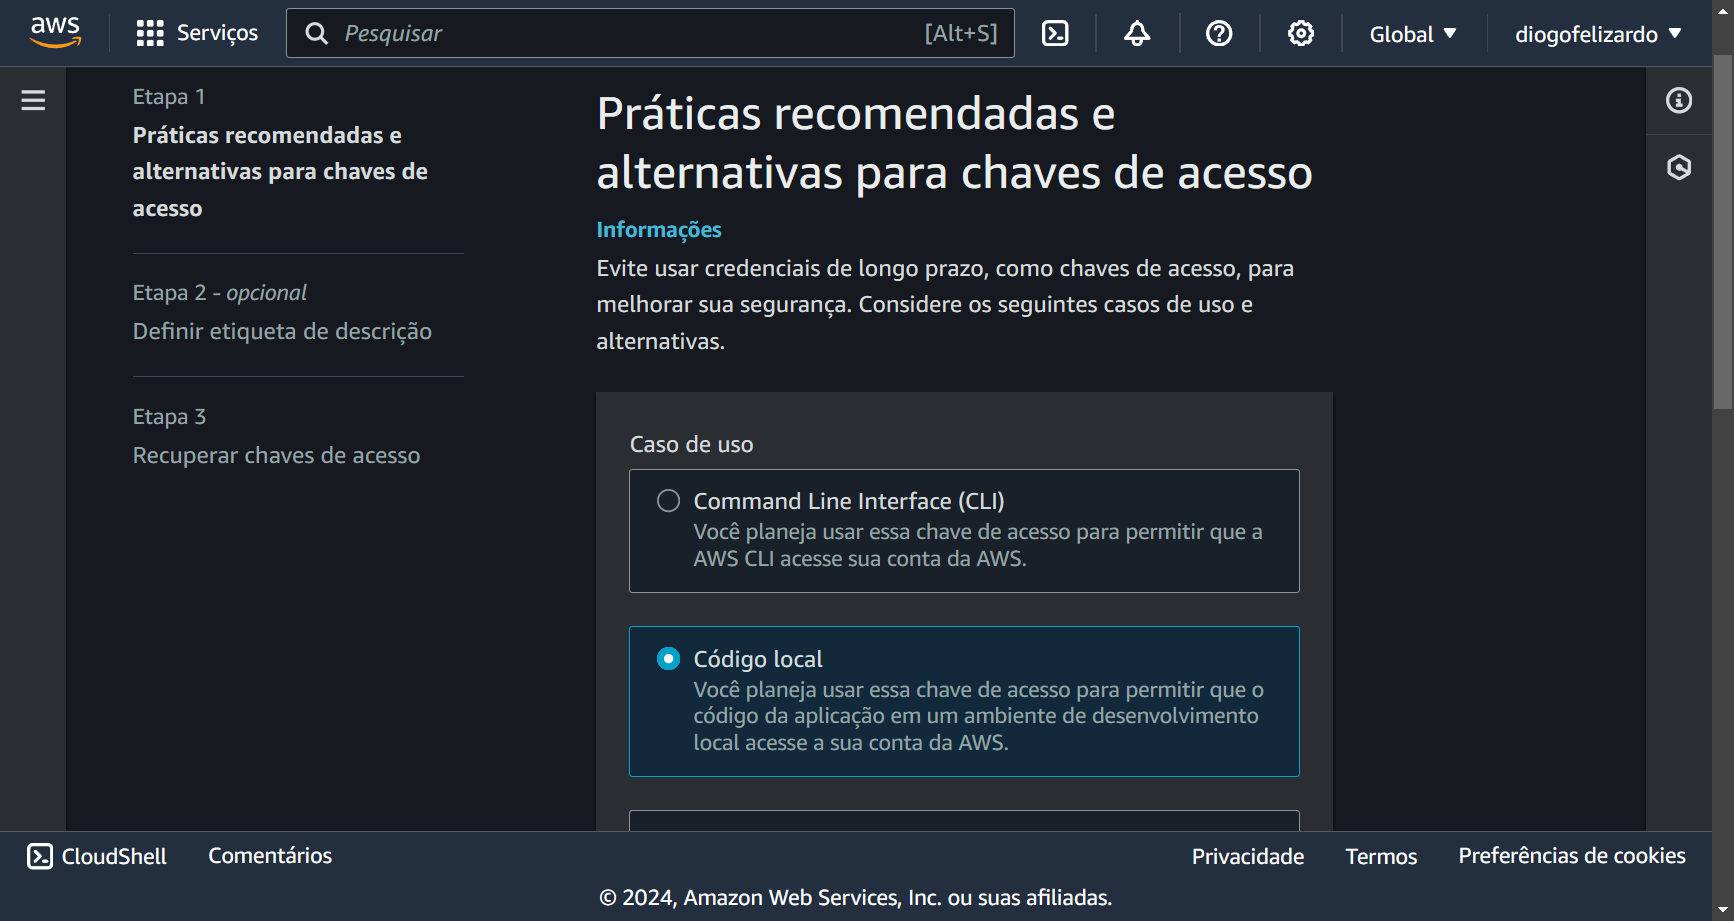 aws
Serviços
Pesquisar
[Alt+S]
Global
diogofelizardo
Etapa 1
Práticas recomendadas e
alternativas para chaves de
acesso
Etapa 2 - opcional
Definir etiqueta de descrição
Etapa 3
Recuperar chaves de acesso
Práticas recomendadas e
alternativas para chaves de acesso
Informações
Evite usar credenciais de longo prazo, como chaves de acesso, para
melhorar sua segurança. Considere os seguintes casos de uso e
alternativas.
Caso de uso
Command Line Interface (CLI)
Você planeja usar essa chave de acesso para permitir que a
AWS CLI acesse sua conta da AWS.
Código local
Você planeja usar essa chave de acesso para permitir que o
código da aplicação em um ambiente de desenvolvimento
local acesse a sua conta da AWS.
CloudShell
Comentários
Privacidade
Termos
Preferências de cookies
© 2024, Amazon Web Services, Inc. ou suas afiliadas.